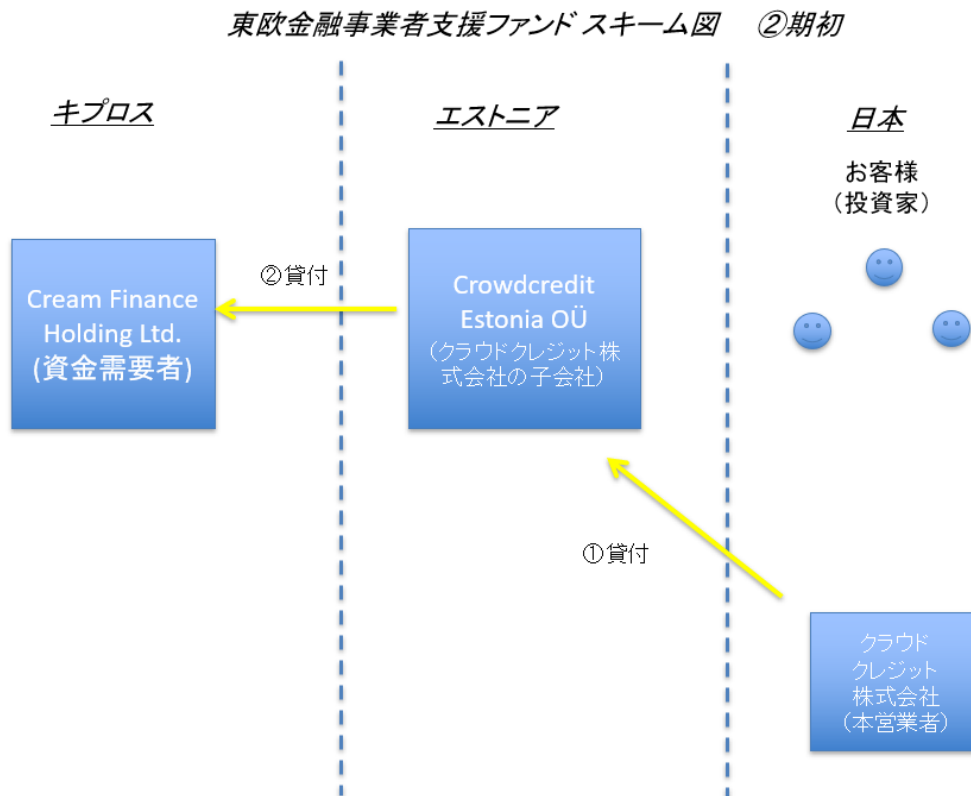 東欧金融事業者支援ファンド スキーム図 ②期初
キプロス
エストニア
日本
お客様
（投資家）
②貸付
Cream Finance
Holding Ltd.
(資金需要者)
Crowdcredit
Estonia OÜ
（クラウドクレジット株
式会社の子会社）
①貸付
クラウド
クレジット
株式会社
（本営業者）